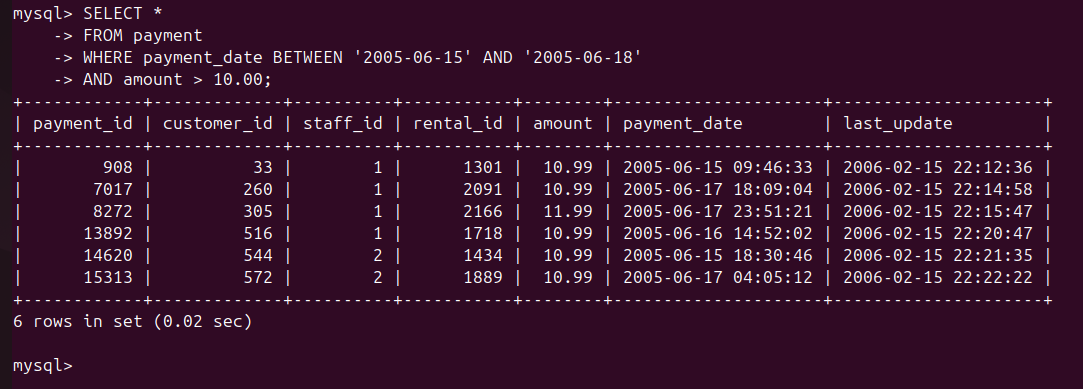 mysql> SELECT *
    -> FROM payment
    -> WHERE payment_date BETWEEN '2005-06-15' AND '2005-06-18'
    -> AND amount > 10.00;
+------------+-------------+----------+-----------+--------+---------------------+---------------------+
| payment_id | customer_id | staff_id | rental_id | amount | payment_date        | last_update         |
+------------+-------------+----------+-----------+--------+---------------------+---------------------+
|        908 |          33 |        1 |      1301 |  10.99 | 2005-06-15 09:46:33 | 2006-02-15 22:12:36 |
|       7017 |         260 |        1 |      2091 |  10.99 | 2005-06-17 18:09:04 | 2006-02-15 22:14:58 |
|       8272 |         305 |        1 |      2166 |  11.99 | 2005-06-17 23:51:21 | 2006-02-15 22:15:47 |
|      13892 |         516 |        1 |      1718 |  10.99 | 2005-06-16 14:52:02 | 2006-02-15 22:20:47 |
|      14620 |         544 |        2 |      1434 |  10.99 | 2005-06-15 18:30:46 | 2006-02-15 22:21:35 |
|      15313 |         572 |        2 |      1889 |  10.99 | 2005-06-17 04:05:12 | 2006-02-15 22:22:22 |
+------------+-------------+----------+-----------+--------+---------------------+---------------------+
6 rows in set (0.02 sec)

mysql>